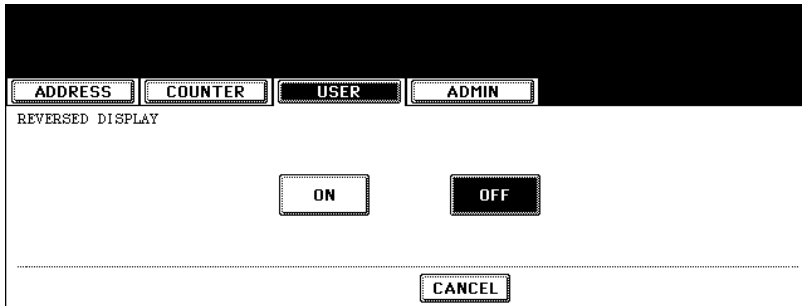 ADDRESS COUNTER USER ADMIN
REVERSED DISPLAY
ON OFF
CANCEL